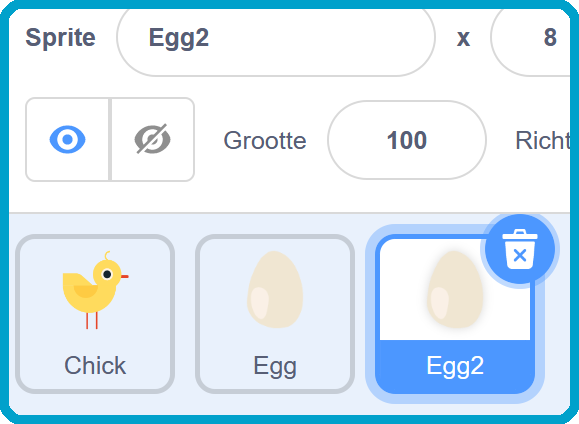 Sprite Egg2 x 8
Grootte 100 Richt
Chick Egg Egg2